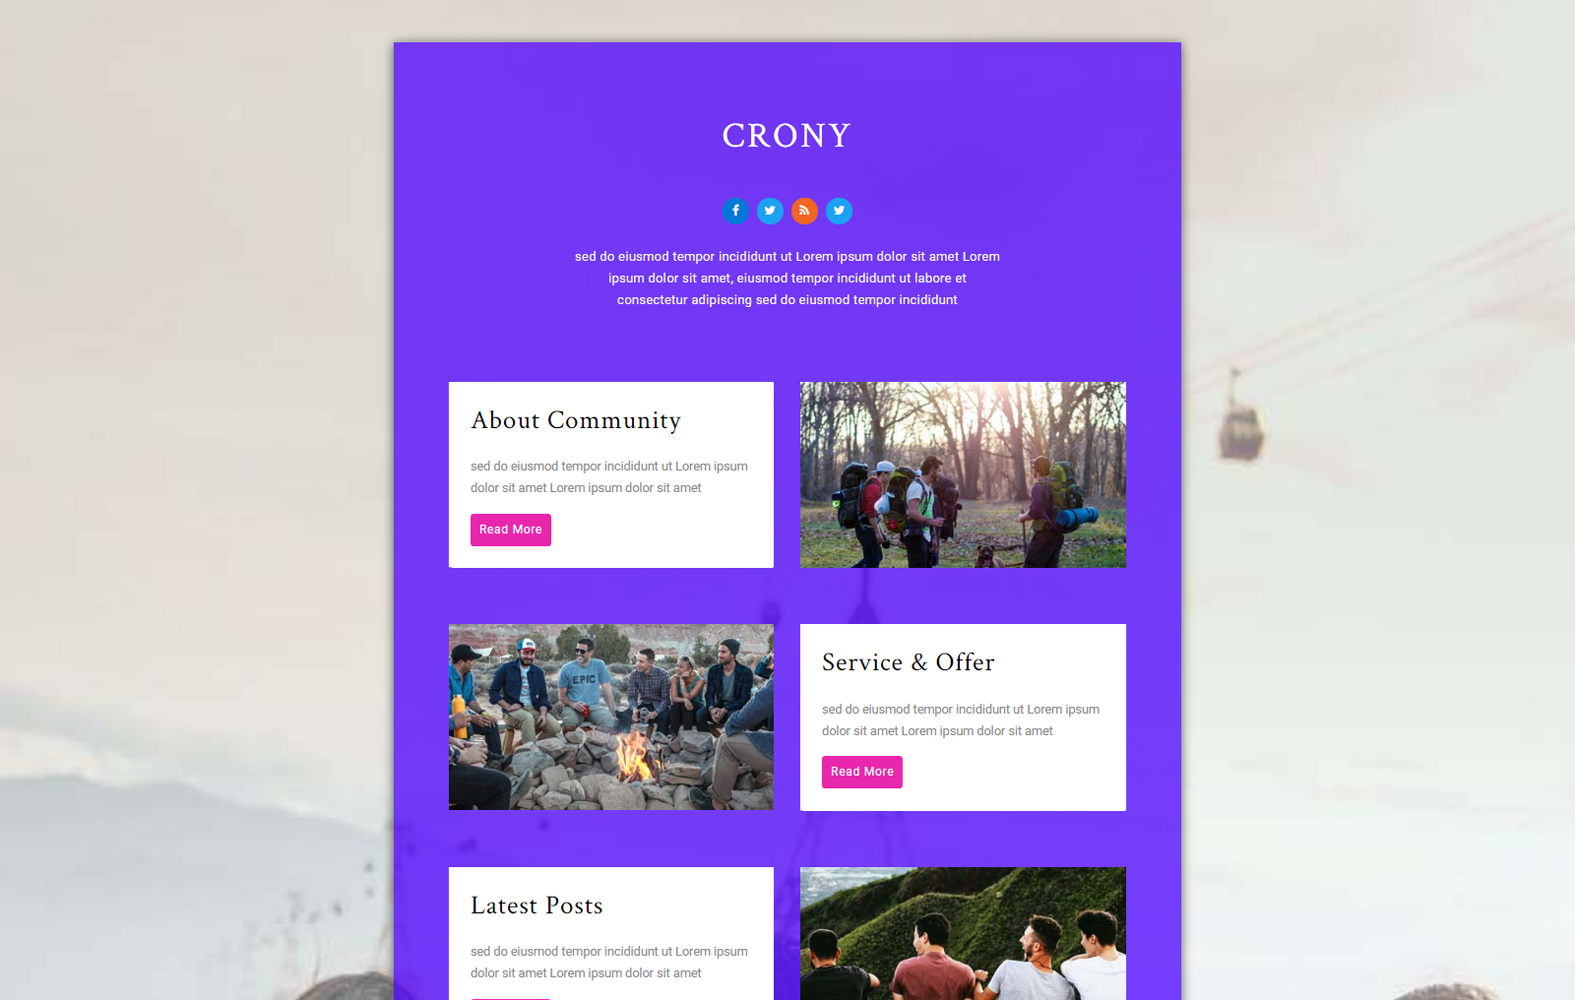 CRONY
sed do eiusmod tempor incididunt ut Lorem ipsum dolor sit amet Lorem
ipsum dolor sit amet, eiusmod tempor incididunt ut labore et
consectetur adipiscing sed do eiusmod tempor incididunt
About Community
sed do eiusmod tempor incididunt ut Lorem ipsum
dolor sit amet Lorem ipsum dolor sit amet
Read More
EPIC
Service & Offer
sed do eiusmod tempor incididunt ut Lorem ipsum
dolor sit amet Lorem ipsum dolor sit amet
Read More
Latest Posts
sed do eiusmod tempor incididunt ut Lorem ipsum
dolor sit amet Lorem ipsum dolor sit amet